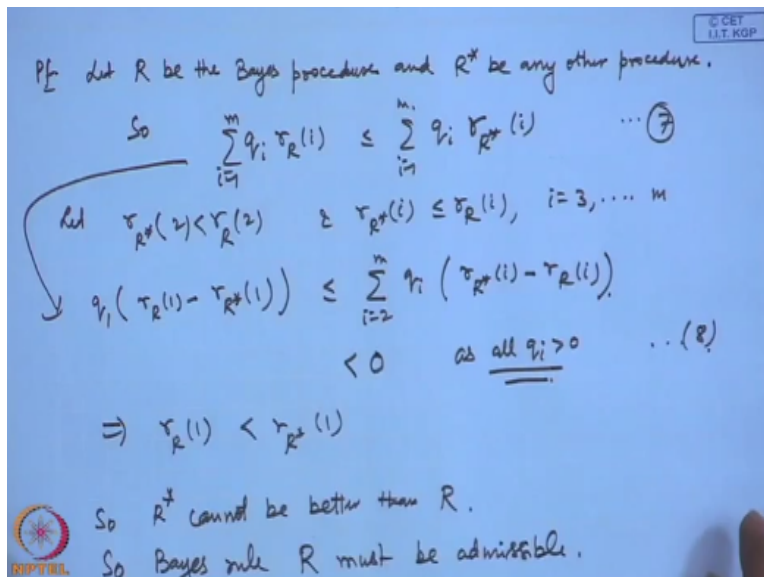 © CET
I.I.T. KGP
Pf Let R be the Bayes procedure and R* be any other procedure.
So ∑_{i=1}^{m} q_i r_R(i) ≤ ∑_{i=1}^{m} q_i r_{R*}(i) ... (7)
Let r_{R*}(2) < r_R(2) & r_{R*}(i) ≤ r_R(i), i = 3, .... m
q_1 ( r_R(1) - r_{R*}(1) ) ≤ ∑_{i=2}^{m} q_i ( r_{R*}(i) - r_R(i) ).
< 0 as all q_i > 0 .. (8).
⇒ r_R(1) < r_{R*}(1)
So R* cannot be better than R.
So Bayes rule R must be admissible.
NPTEL